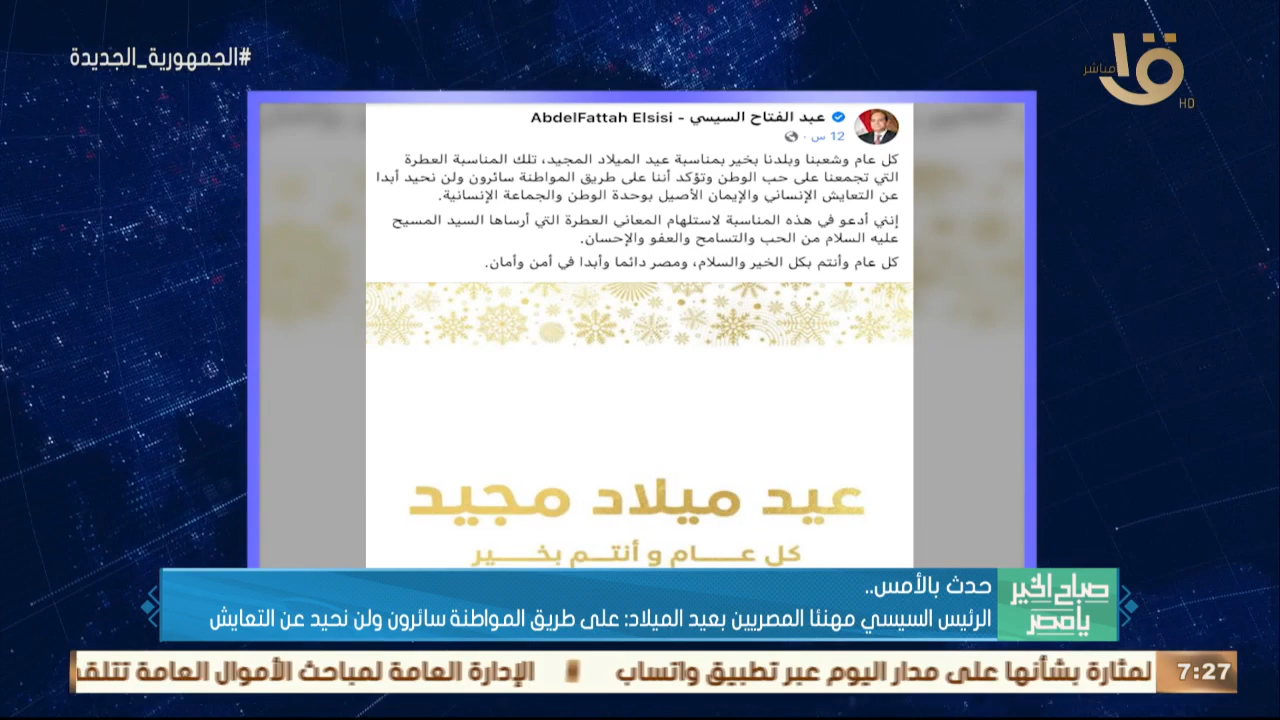 #الجمهورية_الجديدة
مباشر
HD
عبد الفتاح السيسي - AbdelFattah Elsisi
12 س ·
كل عام وشعبنا وبلدنا بخير بمناسبة عيد الميلاد المجيد، تلك المناسبة العطرة
التي تجمعنا على حب الوطن وتؤكد أننا على طريق المواطنة سائرون ولن نحيد أبدا
عن التعايش الإنساني والإيمان الأصيل بوحدة الوطن والجماعة الإنسانية.
إنني أدعو في هذه المناسبة لاستلهام المعاني العطرة التي أرساها السيد المسيح
عليه السلام من الحب والتسامح والعفو والإحسان.
كل عام وأنتم بكل الخير والسلام، ومصر دائما وأبدا في أمن وأمان.
عيد ميلاد مجيد
كل عــــام و أنتــم بخــــير
صباح الخير
يا مصر
حدث بالأمس..
الرئيس السيسي مهنئا المصريين بعيد الميلاد: على طريق المواطنة سائرون ولن نحيد عن التعايش
7:27
لمثارة بشأنها على مدار اليوم عبر تطبيق واتساب
الإدارة العامة لمباحث الأموال العامة